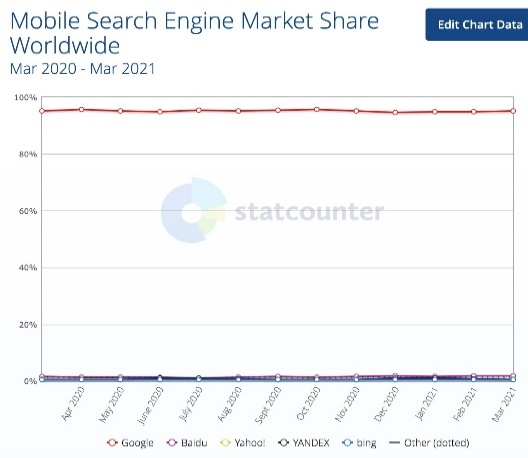 Mobile Search Engine Market Share
Worldwide
Mar 2020 - Mar 2021
Edit Chart Data
100%
80%
60%
statcounter
40%
20%
0%
Apr 2020
May 2020
June 2020
July 2020
Aug 2020
Sept 2020
Oct 2020
Nov 2020
Dec 2020
Jan 2021
Feb 2021
Mar 2021
Google Baidu Yahoo! YANDEX bing Other (dotted)